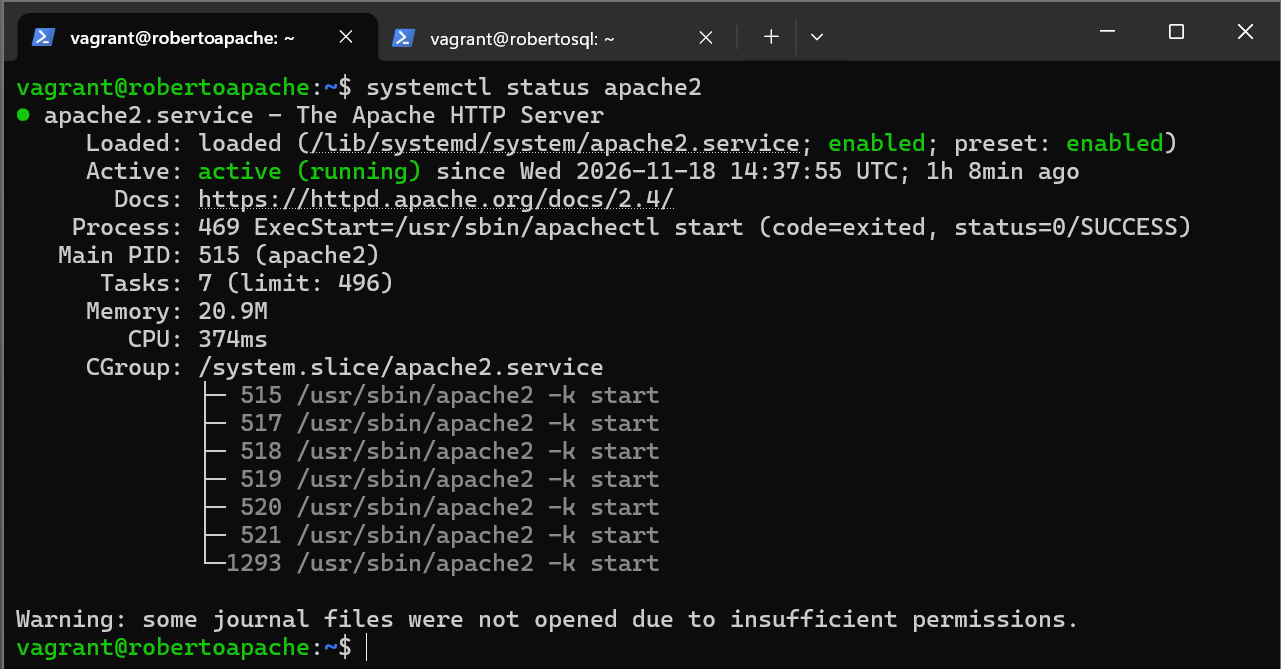 vagrant@robertoapache: ~
vagrant@robertosql: ~
vagrant@robertoapache:~$ systemctl status apache2
● apache2.service - The Apache HTTP Server
Loaded: loaded (/lib/systemd/system/apache2.service; enabled; preset: enabled)
Active: active (running) since Wed 2026-11-18 14:37:55 UTC; 1h 8min ago
Docs: https://httpd.apache.org/docs/2.4/
Process: 469 ExecStart=/usr/sbin/apachectl start (code=exited, status=0/SUCCESS)
Main PID: 515 (apache2)
Tasks: 7 (limit: 496)
Memory: 20.9M
CPU: 374ms
CGroup: /system.slice/apache2.service
├─ 515 /usr/sbin/apache2 -k start
├─ 517 /usr/sbin/apache2 -k start
├─ 518 /usr/sbin/apache2 -k start
├─ 519 /usr/sbin/apache2 -k start
├─ 520 /usr/sbin/apache2 -k start
├─ 521 /usr/sbin/apache2 -k start
└─1293 /usr/sbin/apache2 -k start
Warning: some journal files were not opened due to insufficient permissions.
vagrant@robertoapache:~$